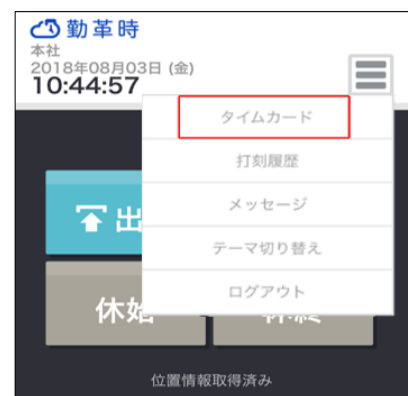 勤革時
本社
2018年08月03日 (金)
10:44:57
タイムカード
打刻履歴
メッセージ
テーマ切り替え
ログアウト
出
休始
位置情報取得済み